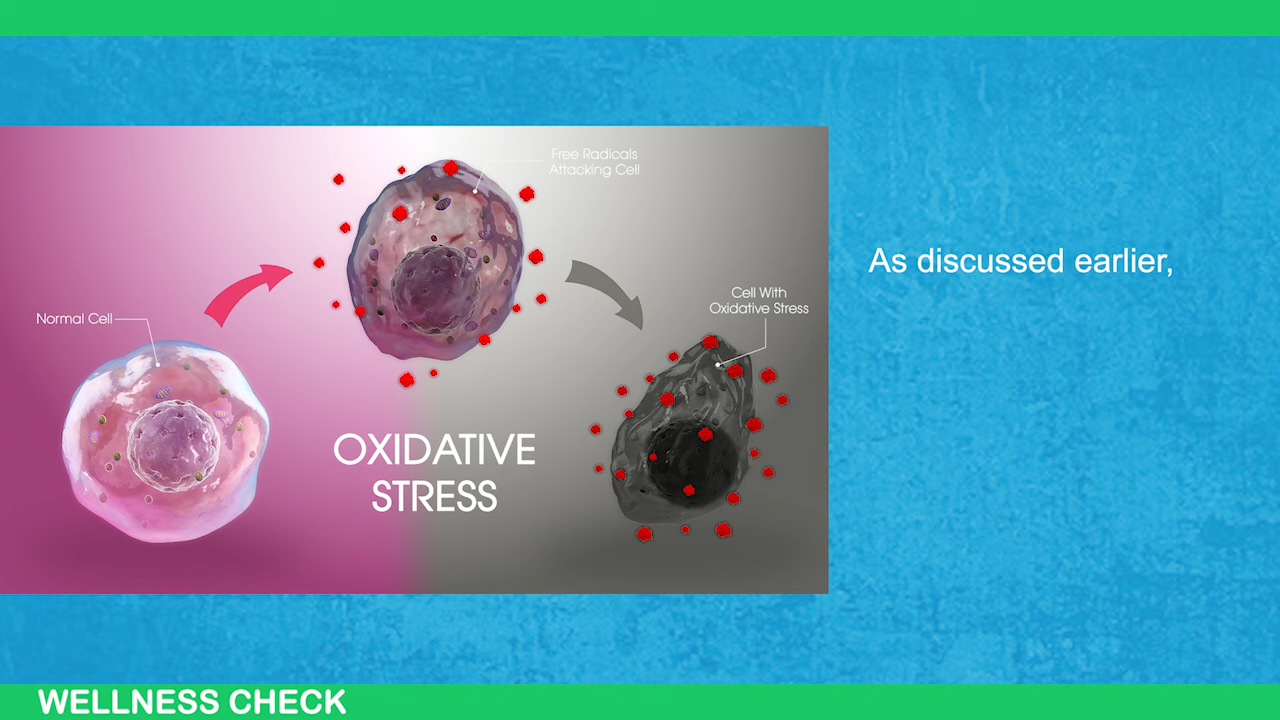 Free Radicals
Attacking Cell
As discussed earlier,
Cell With
Oxidative Stress
Normal Cell
OXIDATIVE
STRESS
WELLNESS CHECK